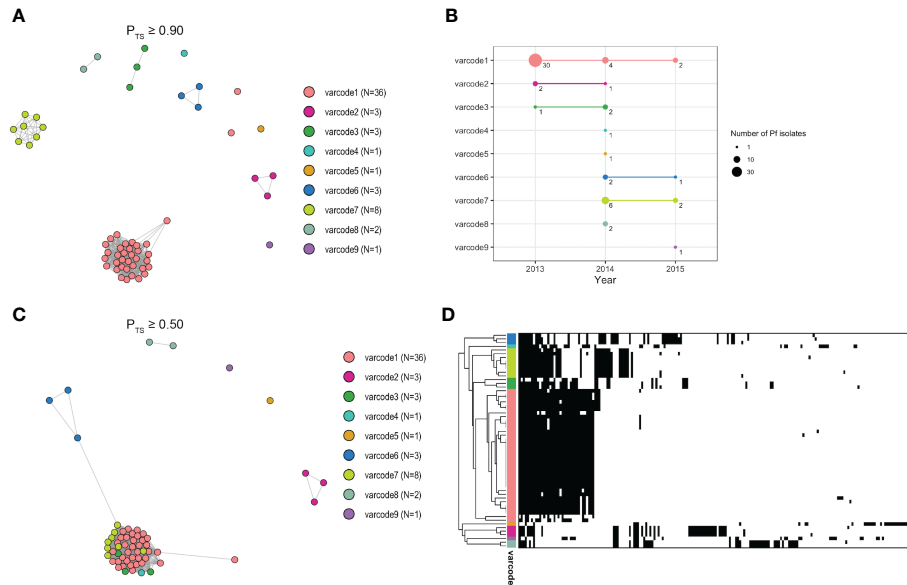 A
P_TS ≥ 0.90
varcode1 (N=36)
varcode2 (N=3)
varcode3 (N=3)
varcode4 (N=1)
varcode5 (N=1)
varcode6 (N=3)
varcode7 (N=8)
varcode8 (N=2)
varcode9 (N=1)
B
varcode1
30
4
2
varcode2
2
1
varcode3
1
2
varcode4
1
varcode5
1
varcode6
2
1
varcode7
6
2
varcode8
2
varcode9
1
2013
2014
2015
Year
Number of Pf isolates
1
10
30
C
P_TS ≥ 0.50
varcode1 (N=36)
varcode2 (N=3)
varcode3 (N=3)
varcode4 (N=1)
varcode5 (N=1)
varcode6 (N=3)
varcode7 (N=8)
varcode8 (N=2)
varcode9 (N=1)
D
varcode